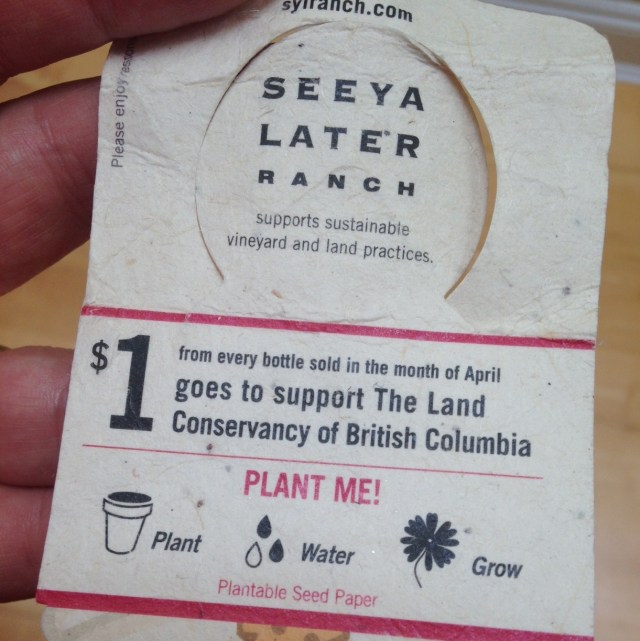 sylranch.com
Please enjoy
SEEYA
LATER
RANCH
supports sustainable
vineyard and land practices.
$1
from every bottle sold in the month of April
goes to support The Land
Conservancy of British Columbia
PLANT ME!
Plant
Water
Grow
Plantable Seed Paper